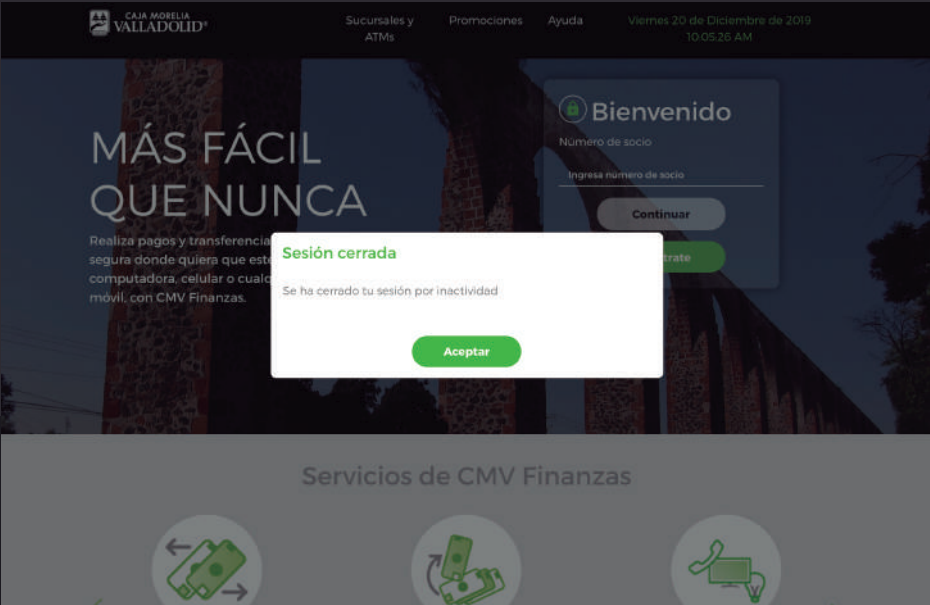 CAJA MORELIA
VALLADOLID®
Sucursales y
ATMs
Promociones
Ayuda
Viernes 20 de Diciembre de 2019
10:05:26 AM
MÁS FÁCIL
QUE NUNCA
Realiza pagos y transferencia
segura donde quiera que este
computadora, celular o cualq
móvil, con CMV Finanzas.
Bienvenido
Número de socio
Ingresa número de socio
Continuar
trate
Sesión cerrada
Se ha cerrado tu sesión por inactividad
Aceptar
Servicios de CMV Finanzas